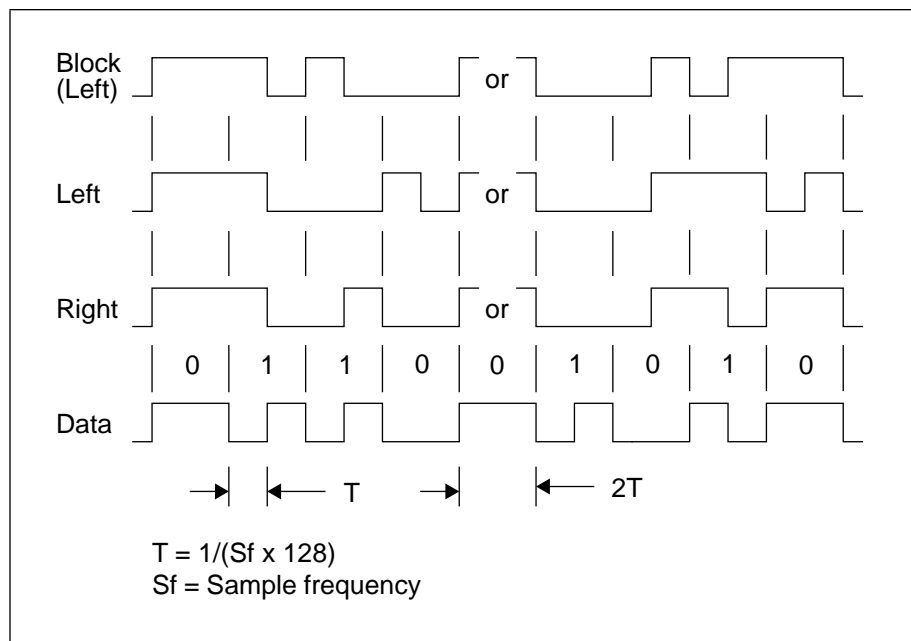 Block
(Left)
or
Left
or
Right
or
0 1 1 0 0 1 0 1 0
Data
T
2T
T = 1/(Sf x 128)
Sf = Sample frequency